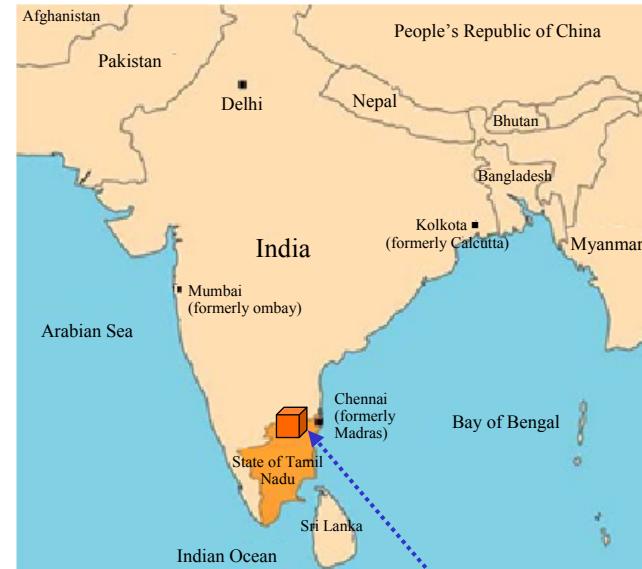 Afghanistan
People's Republic of China
Pakistan
Delhi
Nepal
Bhutan
Bangladesh
Kolkota
(formerly Calcutta)
India
Myanmar
Mumbai
(formerly ombay)
Arabian Sea
Chennai
(formerly
Madras)
Bay of Bengal
State of Tamil
Nadu
Sri Lanka
Indian Ocean